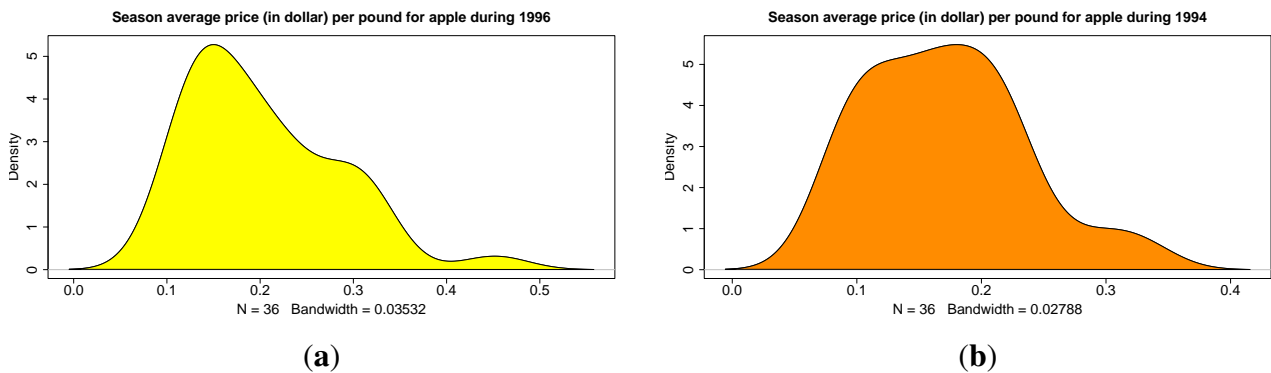 Season average price (in dollar) per pound for apple during 1996
Density
0 1 2 3 4 5
0.0 0.1 0.2 0.3 0.4 0.5
N = 36 Bandwidth = 0.03532
(a)
Season average price (in dollar) per pound for apple during 1994
Density
0 1 2 3 4 5
0.0 0.1 0.2 0.3 0.4
N = 36 Bandwidth = 0.02788
(b)